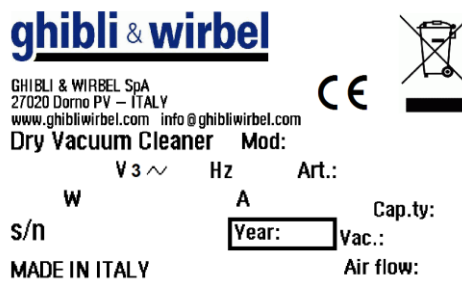 ghibli & wirbel
GHIBLI & WIRBEL SpA
27020 Dorno PV – ITALY
www.ghibliwirbel.com info@ghibliwirbel.com
CE
Dry Vacuum Cleaner Mod:
V 3 ~ Hz Art.:
W A Cap.ty:
s/n Year: Vac.:
MADE IN ITALY Air flow: